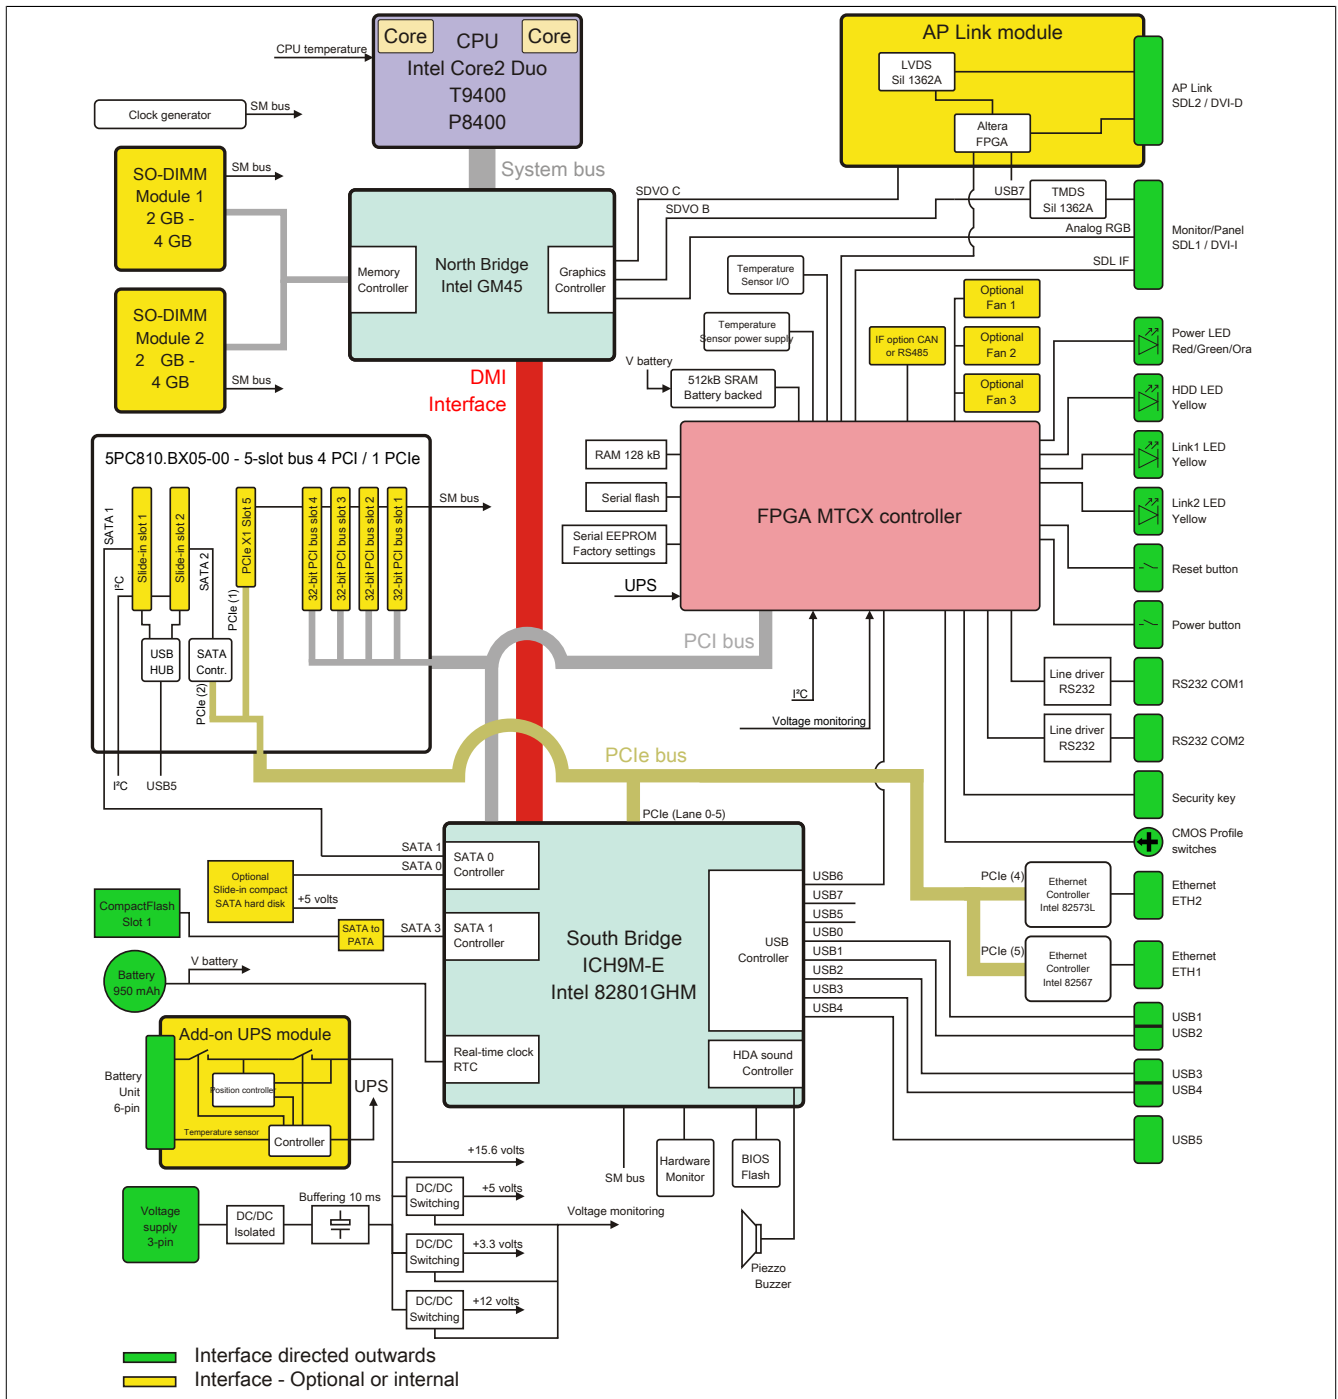 Core
CPU
Core
Intel Core2 Duo
T9400
P8400
CPU temperature
Clock generator
SM bus
SO-DIMM
Module 1
2 GB -
4 GB
SM bus
SO-DIMM
Module 2
2 GB -
4 GB
SM bus
System bus
Memory
Controller
North Bridge
Intel GM45
Graphics
Controller
SDVO C
SDVO B
AP Link module
LVDS
Sil 1362A
Altera
FPGA
AP Link
SDL2 / DVI-D
USB7
TMDS
Sil 1362A
Analog RGB
SDL IF
Monitor/Panel
SDL1 / DVI-I
DMI
Interface
Temperature
Sensor I/O
Temperature
Sensor power supply
V battery
512kB SRAM
Battery backed
IF option CAN
or RS485
Optional
Fan 1
Optional
Fan 2
Optional
Fan 3
RAM 128 kB
Serial flash
Serial EEPROM
Factory settings
UPS
FPGA MTCX controller
Power LED
Red/Green/Ora
HDD LED
Yellow
Link1 LED
Yellow
Link2 LED
Yellow
Reset button
Power button
Line driver
RS232
RS232 COM1
Line driver
RS232
RS232 COM2
Security key
CMOS Profile
switches
5PC810.BX05-00 - 5-slot bus 4 PCI / 1 PCIe
SATA 1
I²C
Slide-in slot 1
Slide-in slot 2
SATA 2
PCIe (1)
PCIe X1 Slot 5
32-bit PCI bus slot 4
32-bit PCI bus slot 3
32-bit PCI bus slot 2
32-bit PCI bus slot 1
SM bus
USB
HUB
SATA
Contr.
PCIe (2)
I²C
USB5
PCI bus
I²C
Voltage monitoring
PCIe bus
PCIe (Lane 0-5)
SATA 1
SATA 0
SATA 0
Controller
Optional
Slide-in compact
SATA hard disk
+5 volts
CompactFlash
Slot 1
SATA to
PATA
SATA 3
SATA 1
Controller
Battery
950 mAh
V battery
South Bridge
ICH9M-E
Intel 82801GHM
Real-time clock
RTC
USB
Controller
HDA sound
Controller
USB6
USB7
USB5
USB0
USB1
USB2
USB3
USB4
PCIe (4)
Ethernet
Controller
Intel 82573L
Ethernet
ETH2
PCIe (5)
Ethernet
Controller
Intel 82567
Ethernet
ETH1
USB1
USB2
USB3
USB4
USB5
Add-on UPS module
Battery
Unit
6-pin
Position controller
Temperature sensor
Controller
UPS
Voltage
supply
3-pin
DC/DC
Isolated
Buffering 10 ms
+15.6 volts
DC/DC
Switching
+5 volts
Voltage monitoring
DC/DC
Switching
+3.3 volts
DC/DC
Switching
+12 volts
SM bus
Hardware
Monitor
BIOS
Flash
Piezzo
Buzzer
Interface directed outwards
Interface - Optional or internal